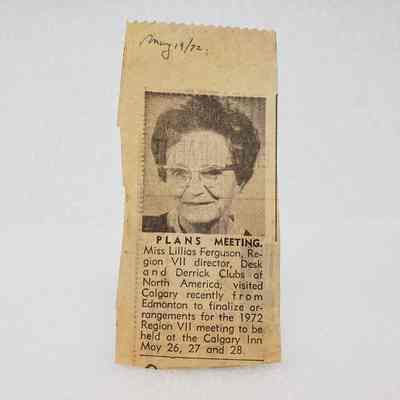 May 19/72.
PLANS MEETING.
Miss Lillias Ferguson, Re-
gion VII director, Desk
and Derrick Clubs of
North America; visited
Calgary recently from
Edmonton to finalize ar-
rangements for the 1972
Region VII meeting to be
held at the Calgary Inn
May 26, 27 and 28.